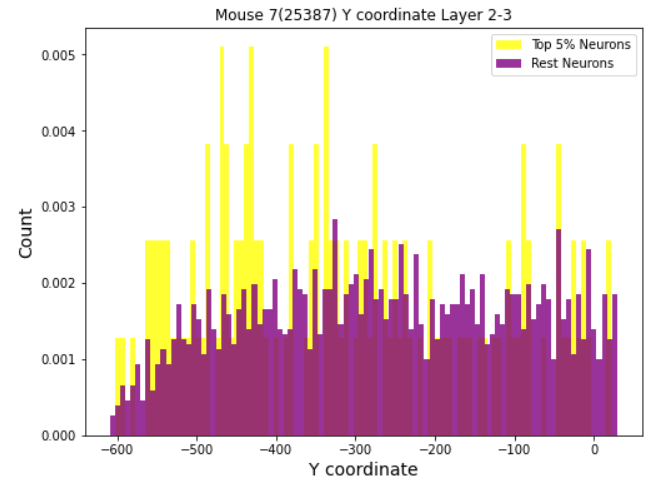 Mouse 7(25387) Y coordinate Layer 2-3
Top 5% Neurons
Rest Neurons
0.005
0.004
0.003
0.002
0.001
0.000
Count
−600
−500
−400
−300
−200
−100
0
Y coordinate